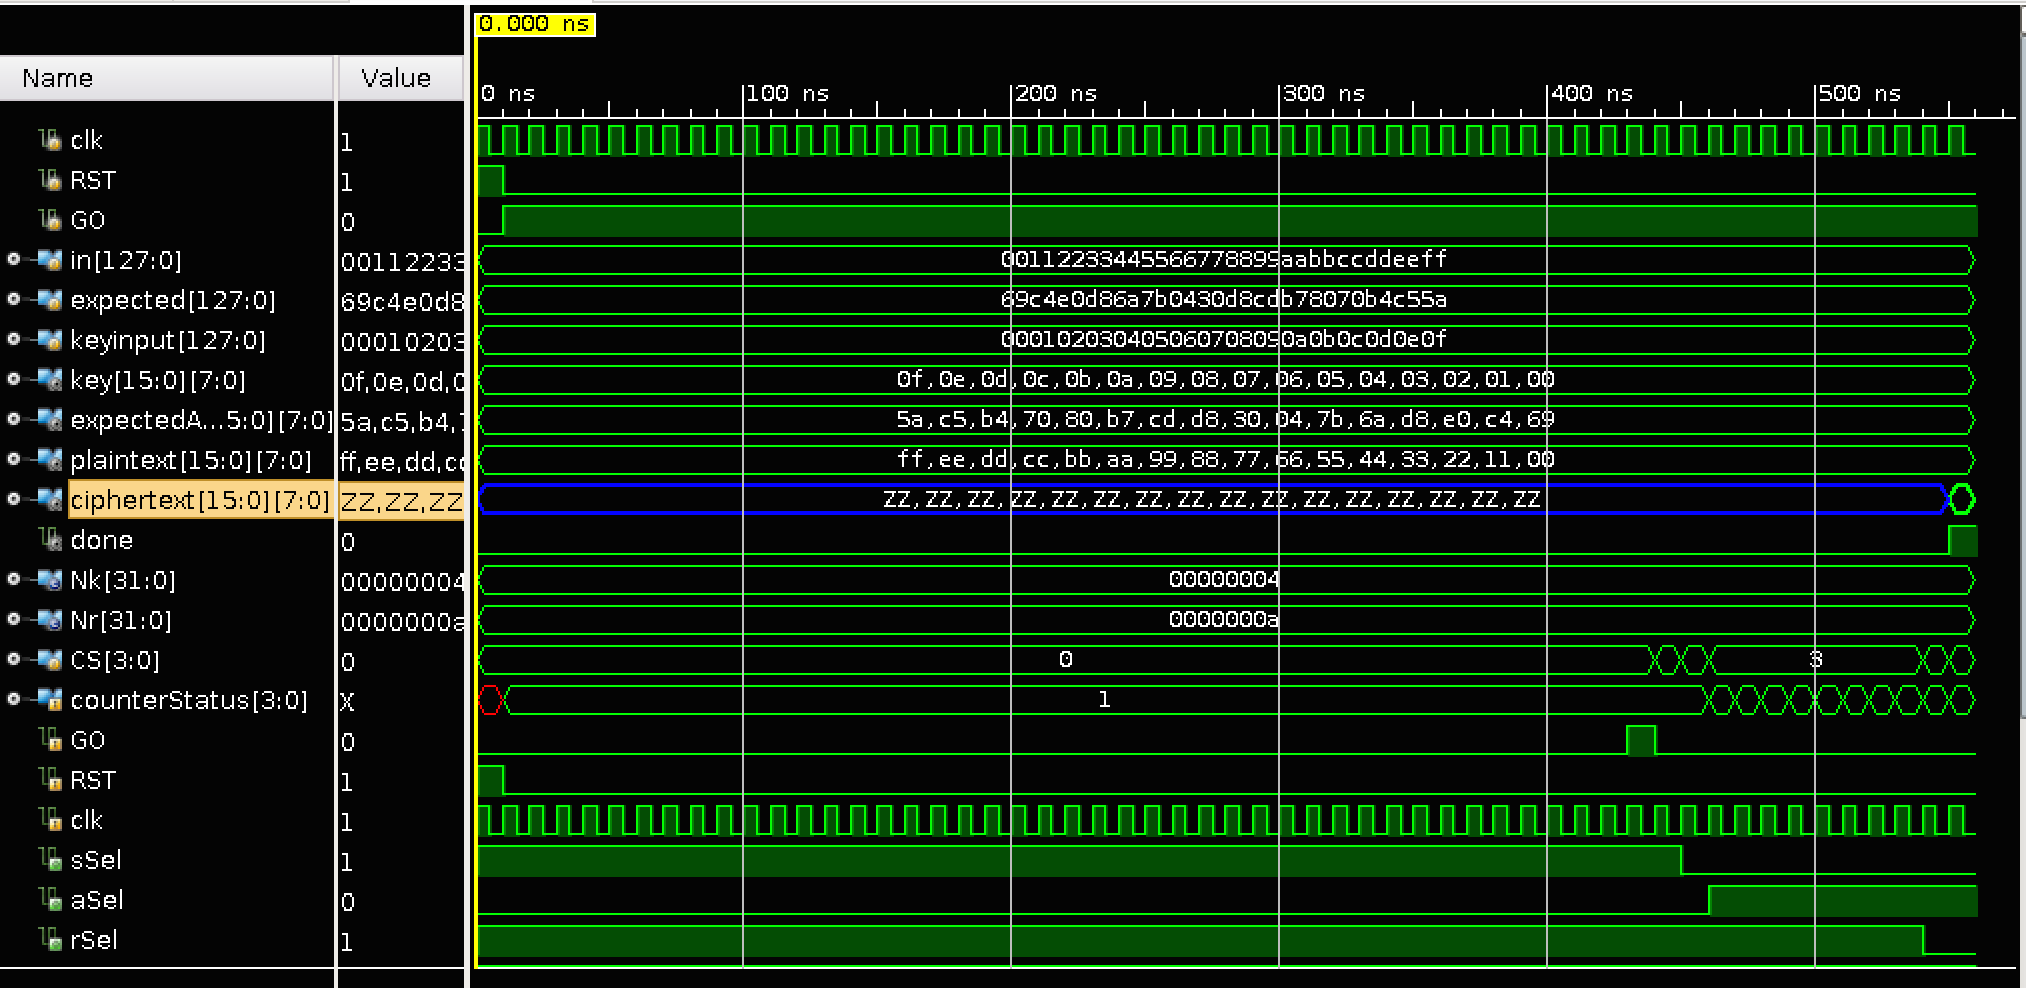 0.000 ns
Name Value
0 ns 100 ns 200 ns 300 ns 400 ns 500 ns
clk 1
RST 1
GO 0
in[127:0] 00112233 00112233445566778899aabbccddeeff
expected[127:0] 69c4e0d8 69c4e0d86a7b0430d8cdb78070b4c55a
keyinput[127:0] 00010203 000102030405060708090a0b0c0d0e0f
key[15:0][7:0] 0f,0e,0d,0 0f,0e,0d,0c,0b,0a,09,08,07,06,05,04,03,02,01,00
expectedA...5:0][7:0] 5a,c5,b4, 5a,c5,b4,70,80,b7,cd,d8,30,04,7b,6a,d8,e0,c4,69
plaintext[15:0][7:0] ff,ee,dd,cc ff,ee,dd,cc,bb,aa,99,88,77,66,55,44,33,22,11,00
ciphertext[15:0][7:0] ZZ,ZZ,ZZ ZZ,ZZ,ZZ,ZZ,ZZ,ZZ,ZZ,ZZ,ZZ,ZZ,ZZ,ZZ,ZZ,ZZ,ZZ,ZZ
done 0
Nk[31:0] 00000004 00000004
Nr[31:0] 0000000a 0000000a
CS[3:0] 0 0 3
counterStatus[3:0] X 1
GO 0
RST 1
clk 1
sSel 1
aSel 0
rSel 1